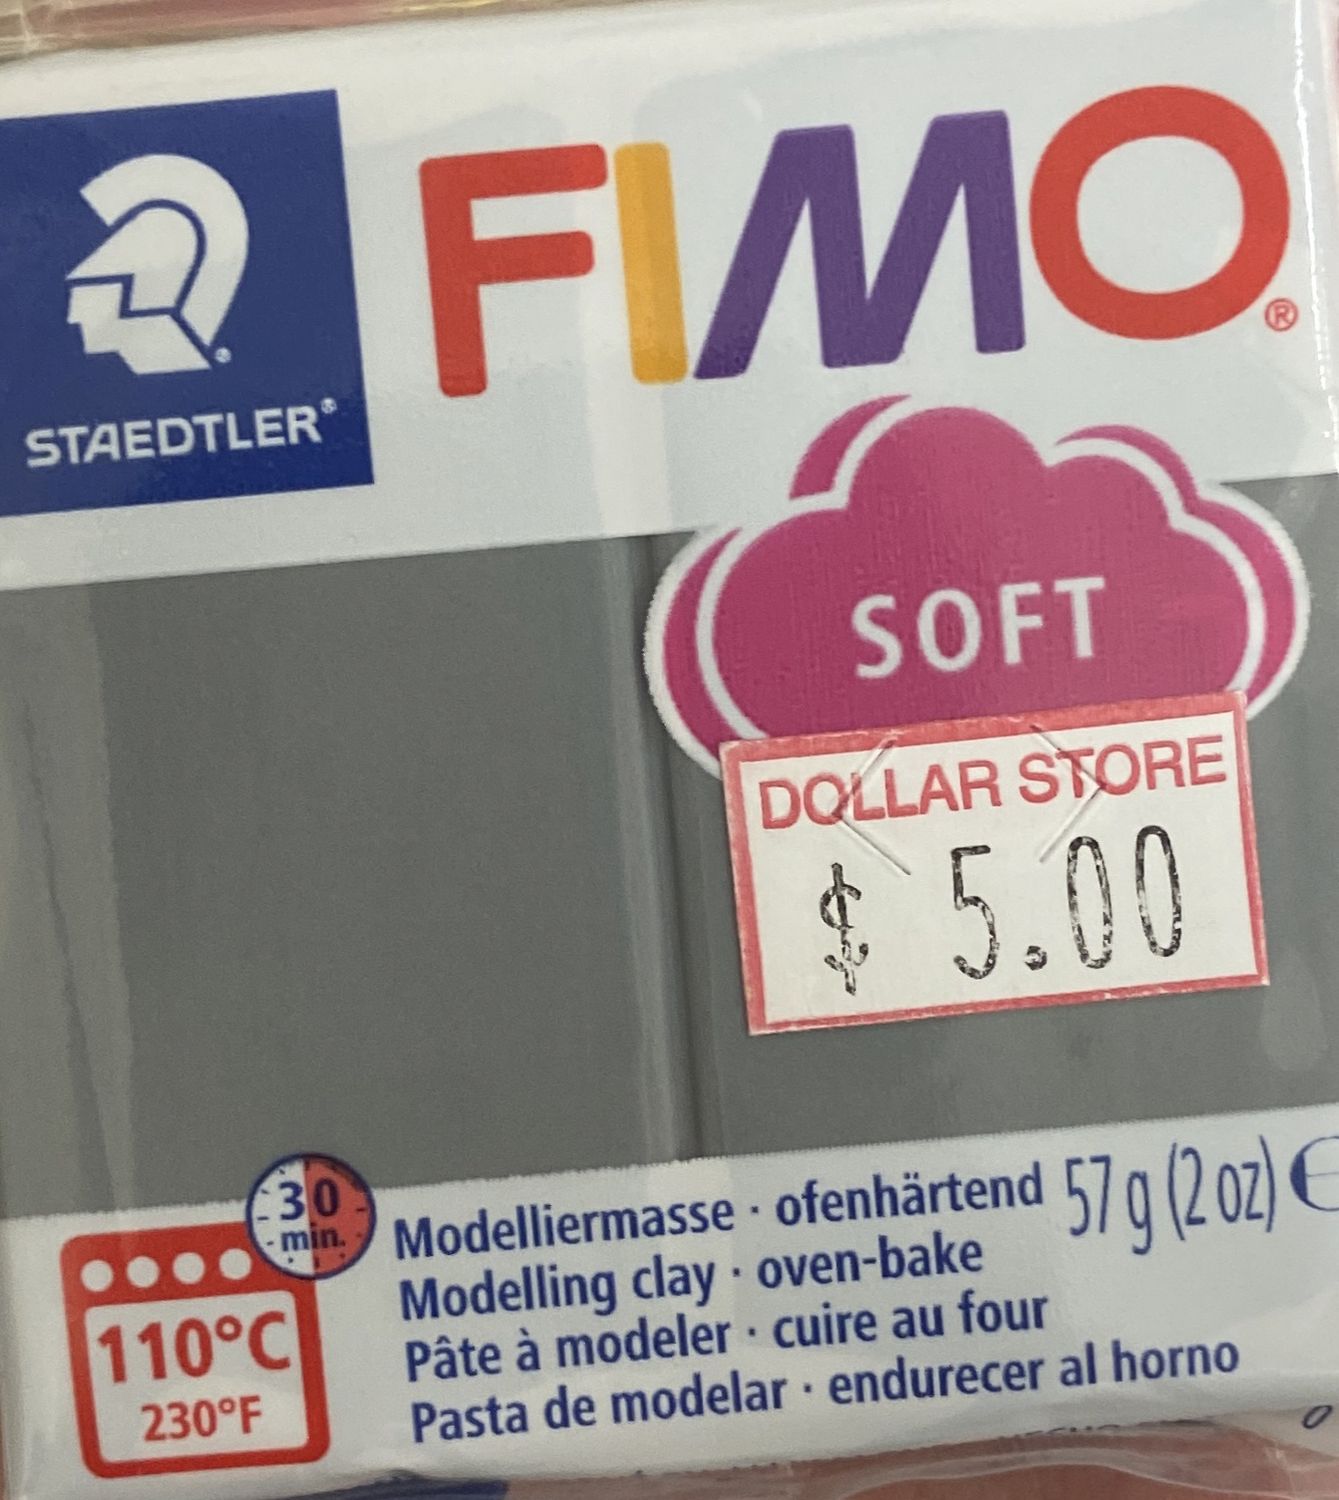 STAEDTLER®
FIMO®
SOFT
DOLLAR STORE
$ 5.00
30
min.
110°C
230°F
Modelliermasse · ofenhärtend 57 g (2 oz) e
Modelling clay · oven-bake
Pâte à modeler · cuire au four
Pasta de modelar · endurecer al horno